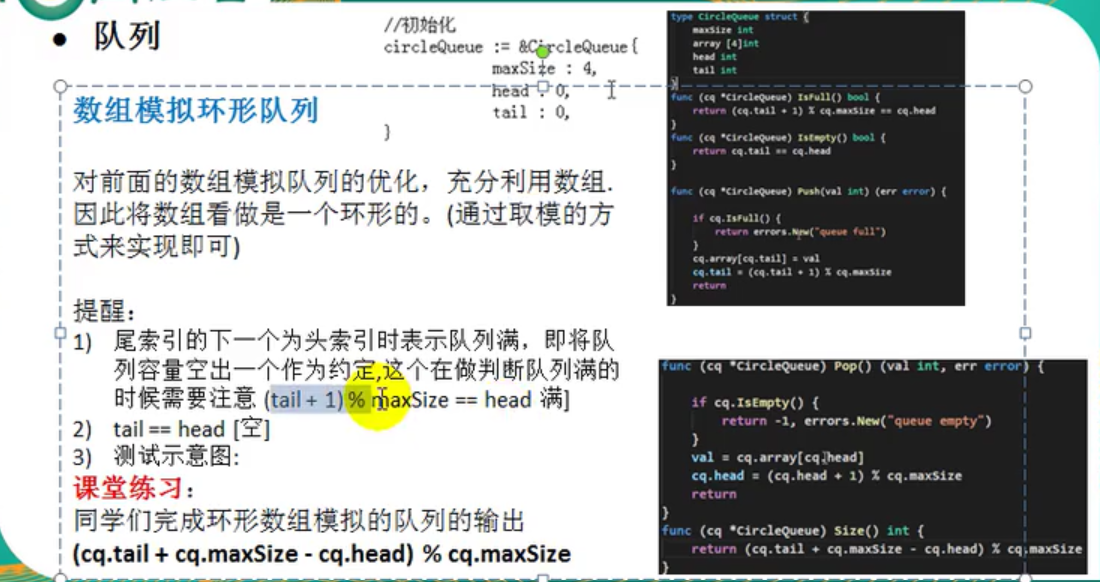 ● 队列
//初始化
circleQueue := &CircleQueue{
maxSize : 4,
head : 0,
tail : 0,
}
数组模拟环形队列
对前面的数组模拟队列的优化，充分利用数组.
因此将数组看做是一个环形的。(通过取模的方
式来实现即可)
提醒：
1) 尾索引的下一个为头索引时表示队列满，即将队
列容量空出一个作为约定,这个在做判断队列满的
时候需要注意 (tail + 1) % maxSize == head 满]
2) tail == head [空]
3) 测试示意图:
课堂练习：
同学们完成环形数组模拟的队列的输出
(cq.tail + cq.maxSize - cq.head) % cq.maxSize
type CircleQueue struct {
maxSize int
array [4]int
head int
tail int
}
func (cq *CircleQueue) IsFull() bool {
return (cq.tail + 1) % cq.maxSize == cq.head
}
func (cq *CircleQueue) IsEmpty() bool {
return cq.tail == cq.head
}
func (cq *CircleQueue) Push(val int) (err error) {
if cq.IsFull() {
return errors.New("queue full")
}
cq.array[cq.tail] = val
cq.tail = (cq.tail + 1) % cq.maxSize
return
}
func (cq *CircleQueue) Pop() (val int, err error) {
if cq.IsEmpty() {
return -1, errors.New("queue empty")
}
val = cq.array[cq.head]
cq.head = (cq.head + 1) % cq.maxSize
return
}
func (cq *CircleQueue) Size() int {
return (cq.tail + cq.maxSize - cq.head) % cq.maxSize
}